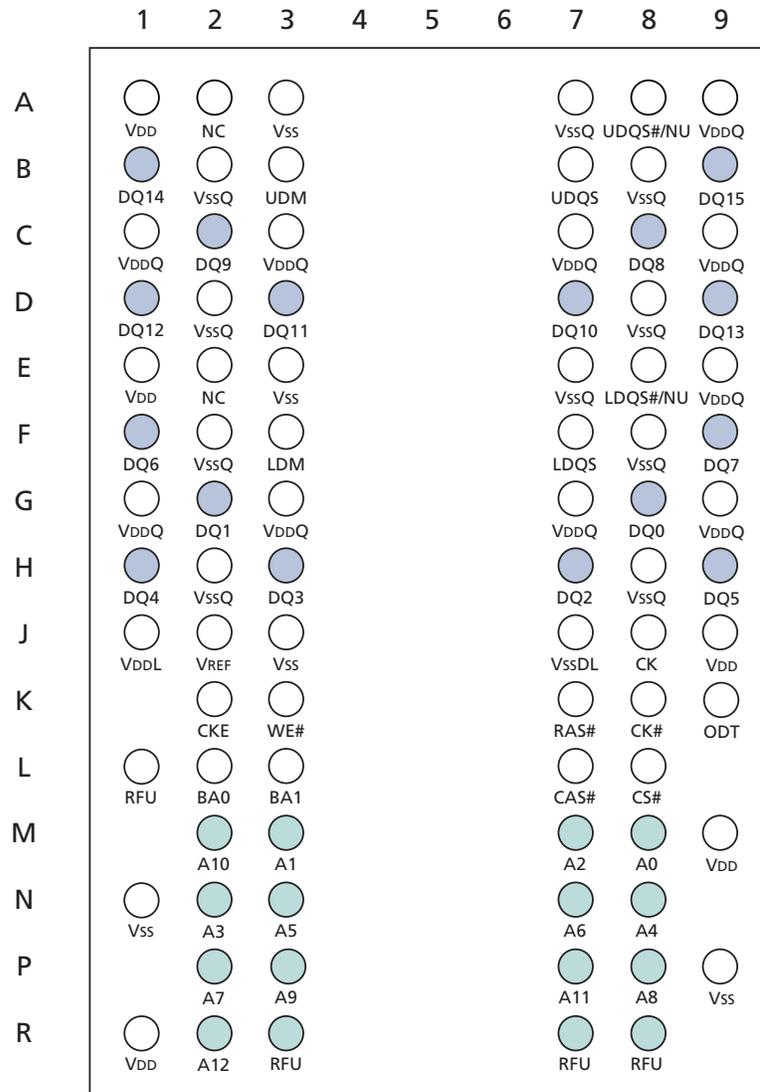 1 2 3 4 5 6 7 8 9
A
VDD NC Vss VssQ UDQS#/NU VDDQ
B
DQ14 VssQ UDM UDQS VssQ DQ15
C
VDDQ DQ9 VDDQ VDDQ DQ8 VDDQ
D
DQ12 VssQ DQ11 DQ10 VssQ DQ13
E
VDD NC Vss VssQ LDQS#/NU VDDQ
F
DQ6 VssQ LDM LDQS VssQ DQ7
G
VDDQ DQ1 VDDQ VDDQ DQ0 VDDQ
H
DQ4 VssQ DQ3 DQ2 VssQ DQ5
J
VDDL VREF Vss VssDL CK VDD
K
CKE WE# RAS# CK# ODT
L
RFU BA0 BA1 CAS# CS#
M
A10 A1 A2 A0 VDD
N
Vss A3 A5 A6 A4
P
A7 A9 A11 A8 Vss
R
VDD A12 RFU RFU RFU